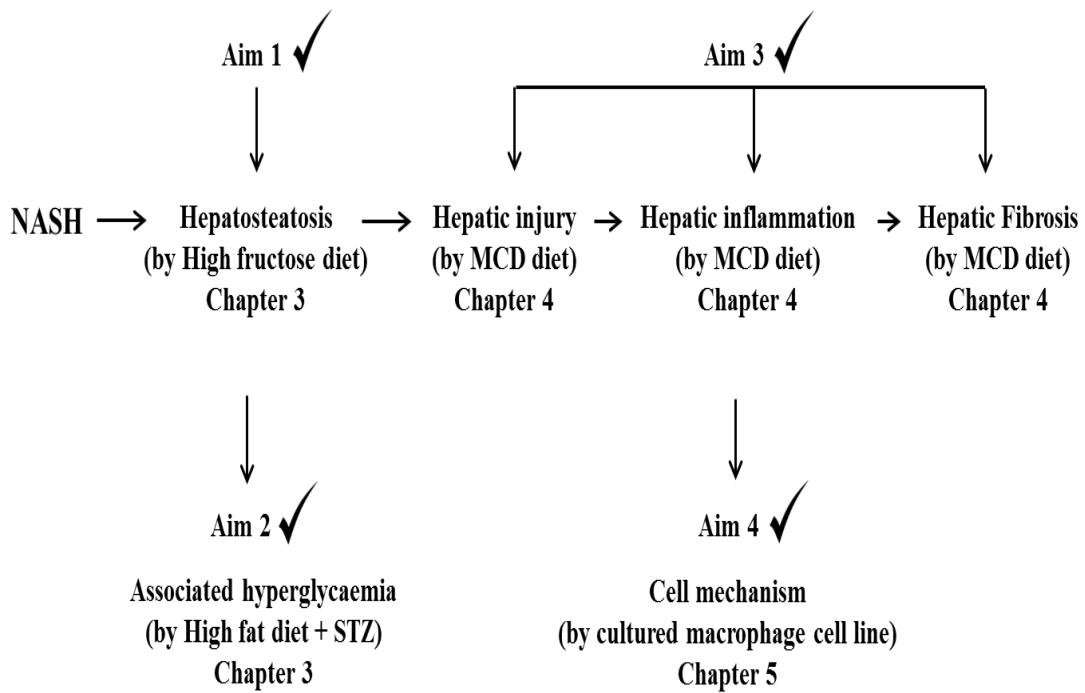 Aim 1
Aim 3
NASH
Hepatosteatosis
(by High fructose diet)
Chapter 3
Hepatic injury
(by MCD diet)
Chapter 4
Hepatic inflammation
(by MCD diet)
Chapter 4
Hepatic Fibrosis
(by MCD diet)
Chapter 4
Aim 2
Associated hyperglycaemia
(by High fat diet + STZ)
Chapter 3
Aim 4
Cell mechanism
(by cultured macrophage cell line)
Chapter 5